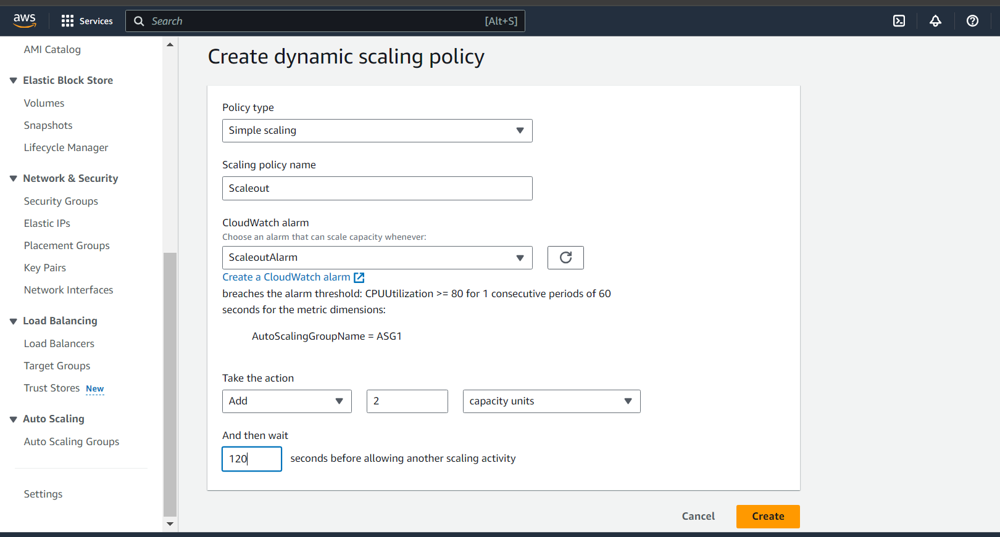 aws
Services
Search
[Alt+S]
AMI Catalog
Elastic Block Store
Volumes
Snapshots
Lifecycle Manager
Network & Security
Security Groups
Elastic IPs
Placement Groups
Key Pairs
Network Interfaces
Load Balancing
Load Balancers
Target Groups
Trust Stores New
Auto Scaling
Auto Scaling Groups
Settings
Create dynamic scaling policy
Policy type
Simple scaling
Scaling policy name
Scaleout
CloudWatch alarm
Choose an alarm that can scale capacity whenever:
ScaleoutAlarm
Create a CloudWatch alarm
breaches the alarm threshold: CPUUtilization >= 80 for 1 consecutive periods of 60
seconds for the metric dimensions:
AutoScalingGroupName = ASG1
Take the action
Add
2
capacity units
And then wait
120
seconds before allowing another scaling activity
Cancel
Create